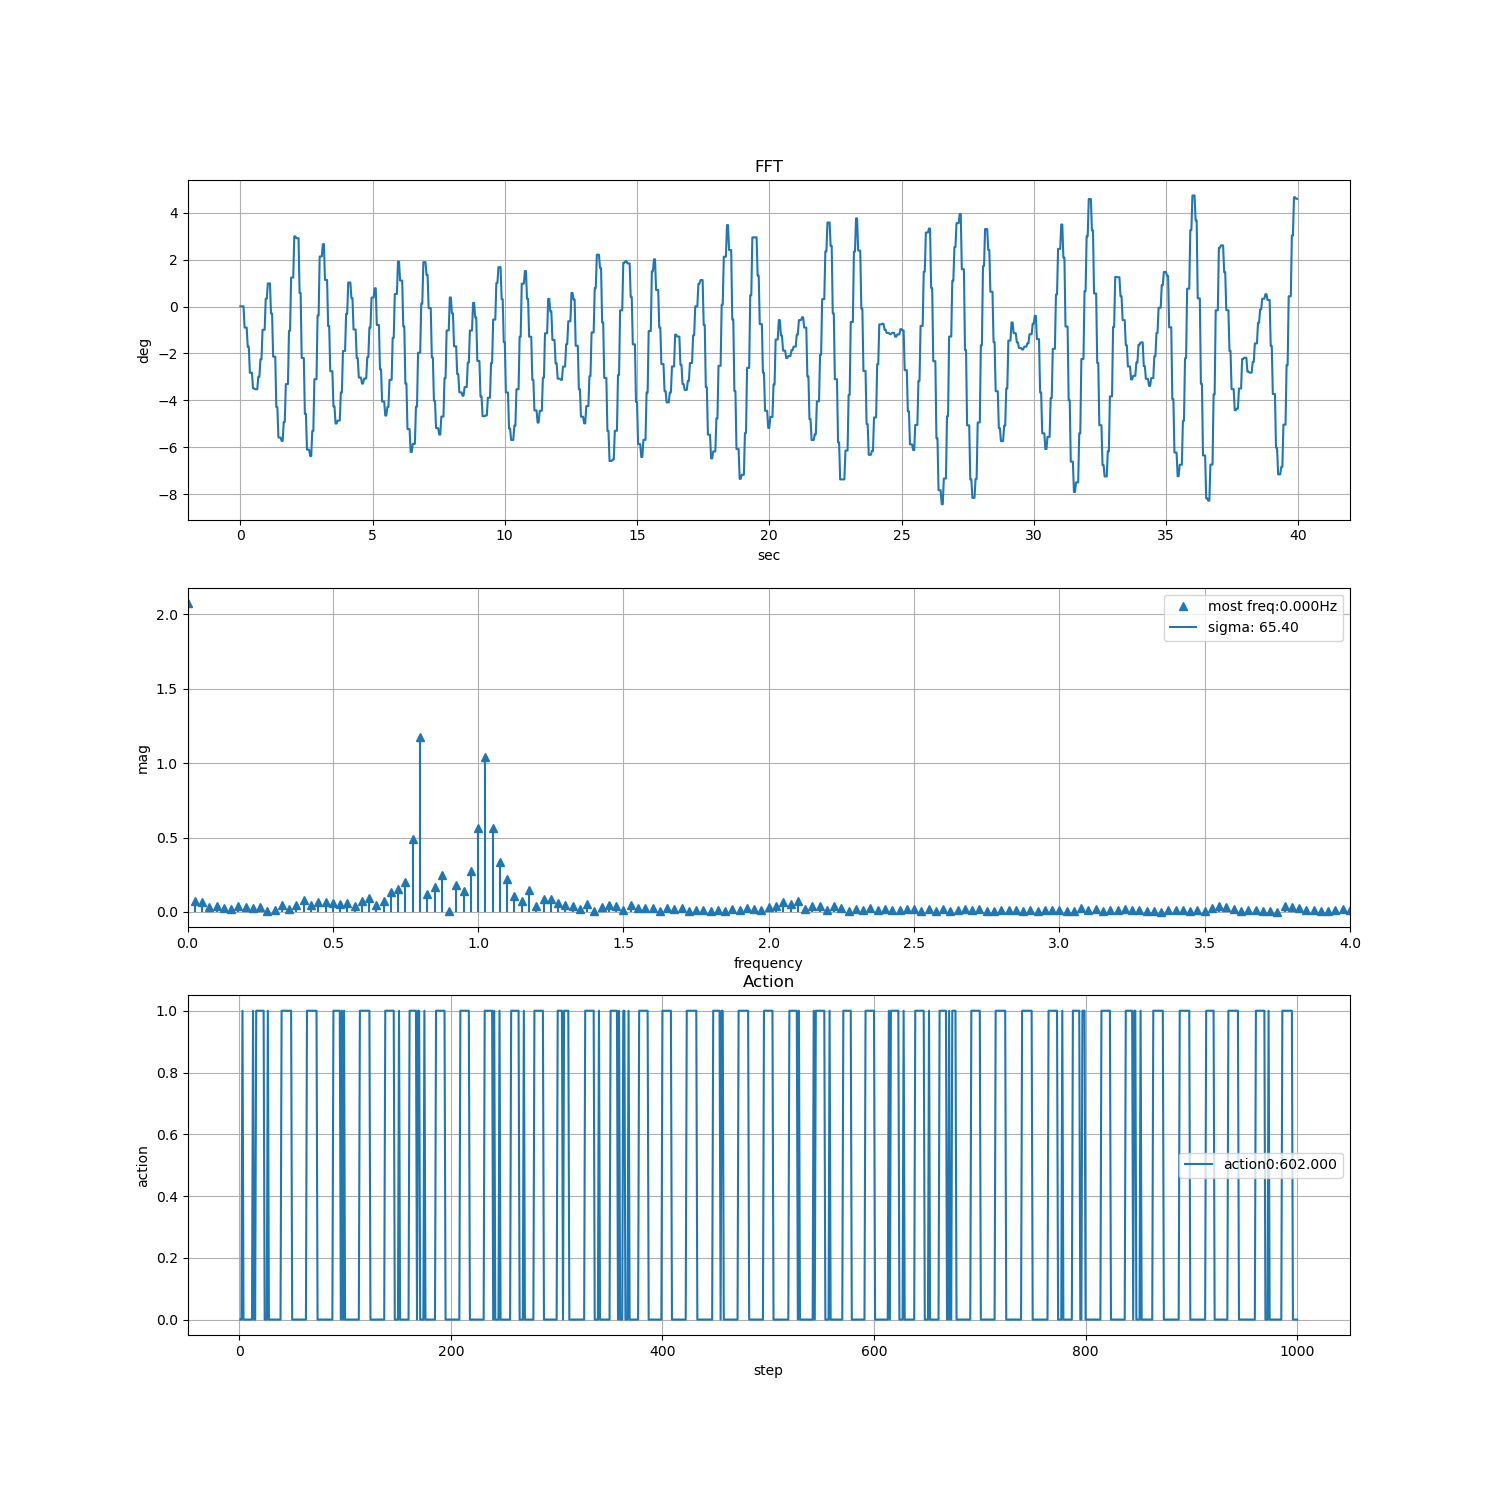 FFT
4
2
0
−2
−4
−6
−8
deg
0 5 10 15 20 25 30 35 40
sec
2.0
1.5
1.0
0.5
0.0
mag
most freq:0.000Hz
sigma: 65.40
0.0 0.5 1.0 1.5 2.0 2.5 3.0 3.5 4.0
frequency
Action
1.0
0.8
0.6
0.4
0.2
0.0
action
action0:602.000
0 200 400 600 800 1000
step